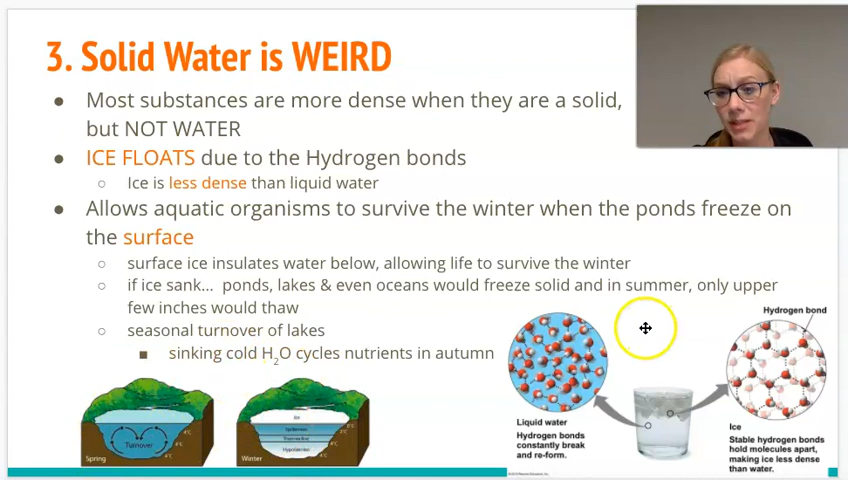 3. Solid Water is WEIRD
● Most substances are more dense when they are a solid,
but NOT WATER
● ICE FLOATS due to the Hydrogen bonds
○ Ice is less dense than liquid water
● Allows aquatic organisms to survive the winter when the ponds freeze on
the surface
○ surface ice insulates water below, allowing life to survive the winter
○ if ice sank... ponds, lakes & even oceans would freeze solid and in summer, only upper
few inches would thaw
○ seasonal turnover of lakes
■ sinking cold H₂O cycles nutrients in autumn
Turnover
4°C
4°C
Spring
Ice
Winter
Hydrogen bond
Liquid water
Hydrogen bonds
constantly break
and re-form.
Ice
Stable hydrogen bonds
hold molecules apart,
making ice less dense
than water.